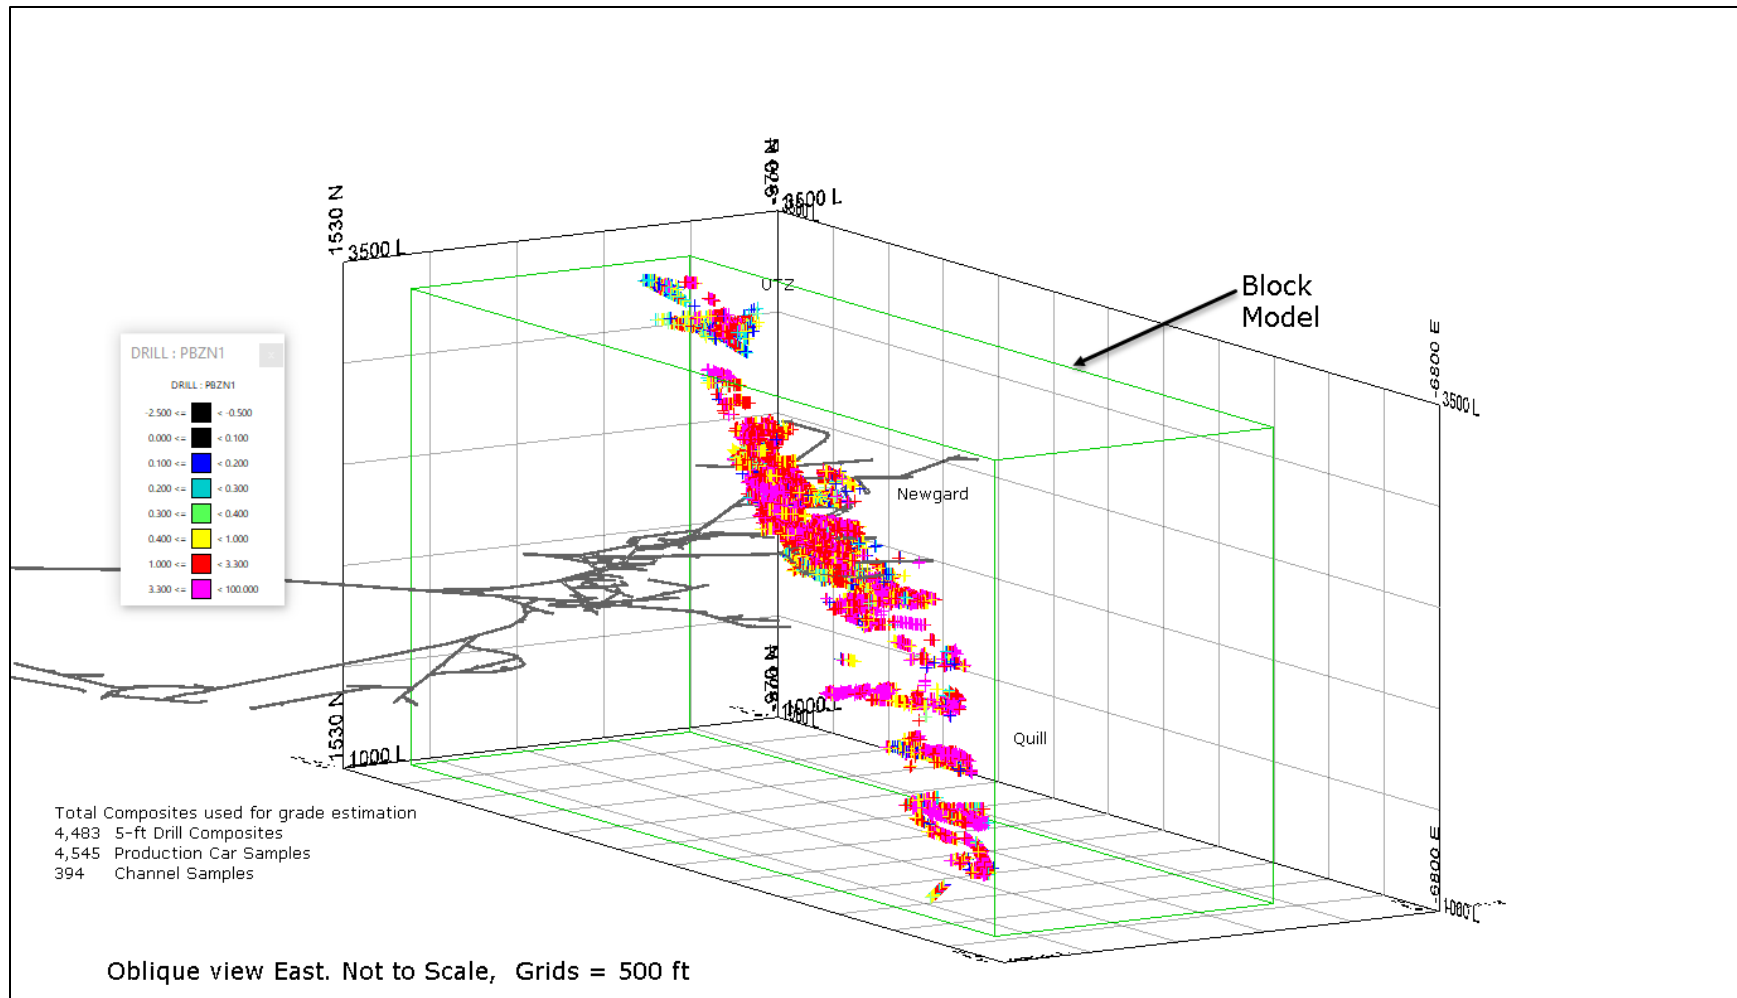 1530 N
3500 L
3500 L
U_Z
Block
Model
-6800 E
3500 L
DRILL : PBZN1
x
DRILL : PBZN1
-2.500 <= < -0.500
0.000 <= < 0.100
0.100 <= < 0.200
0.200 <= < 0.300
0.300 <= < 0.400
0.400 <= < 1.000
1.000 <= < 3.300
3.300 <= < 100.000
Newgard
1530 N
1000 L
1000 L
Quill
-6800 E
1000 L
Total Composites used for grade estimation
4,483 5-ft Drill Composites
4,545 Production Car Samples
394 Channel Samples
Oblique view East. Not to Scale, Grids = 500 ft